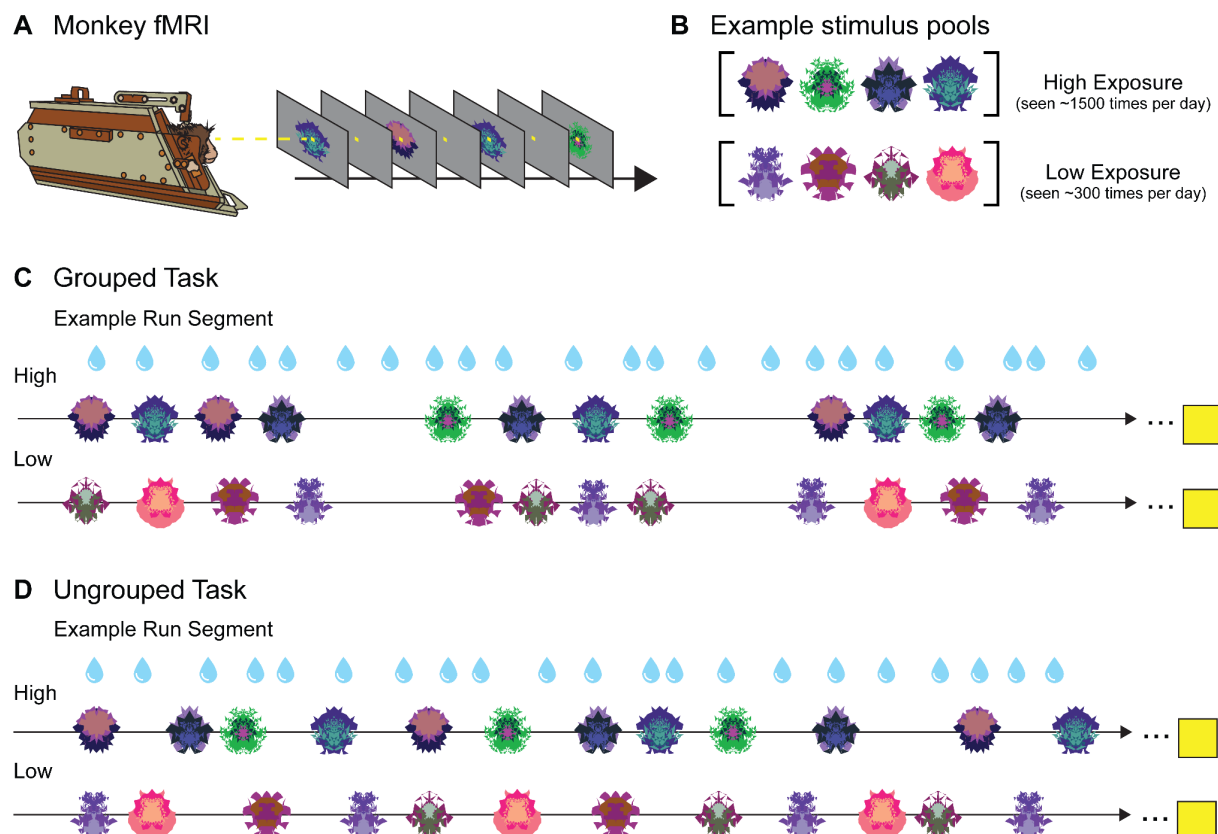 A Monkey fMRI
B Example stimulus pools
High Exposure
(seen ~1500 times per day)
Low Exposure
(seen ~300 times per day)
C Grouped Task
Example Run Segment
High
...
Low
...
D Ungrouped Task
Example Run Segment
High
...
Low
...